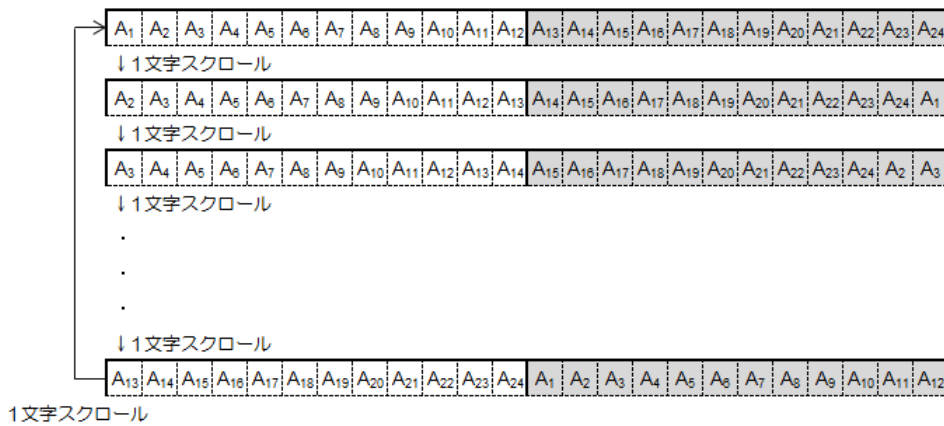 A₁ A₂ A₃ A₄ A₅ A₆ A₇ A₈ A₉ A₁₀ A₁₁ A₁₂ A₁₃ A₁₄ A₁₅ A₁₆ A₁₇ A₁₈ A₁₉ A₂₀ A₂₁ A₂₂ A₂₃ A₂₄
↓1文字スクロール
A₂ A₃ A₄ A₅ A₆ A₇ A₈ A₉ A₁₀ A₁₁ A₁₂ A₁₃ A₁₄ A₁₅ A₁₆ A₁₇ A₁₈ A₁₉ A₂₀ A₂₁ A₂₂ A₂₃ A₂₄ A₁
↓1文字スクロール
A₃ A₄ A₅ A₆ A₇ A₈ A₉ A₁₀ A₁₁ A₁₂ A₁₃ A₁₄ A₁₅ A₁₆ A₁₇ A₁₈ A₁₉ A₂₀ A₂₁ A₂₂ A₂₃ A₂₄ A₂ A₃
↓1文字スクロール
・
・
・
↓1文字スクロール
A₁₃ A₁₄ A₁₅ A₁₆ A₁₇ A₁₈ A₁₉ A₂₀ A₂₁ A₂₂ A₂₃ A₂₄ A₁ A₂ A₃ A₄ A₅ A₆ A₇ A₈ A₉ A₁₀ A₁₁ A₁₂
1文字スクロール